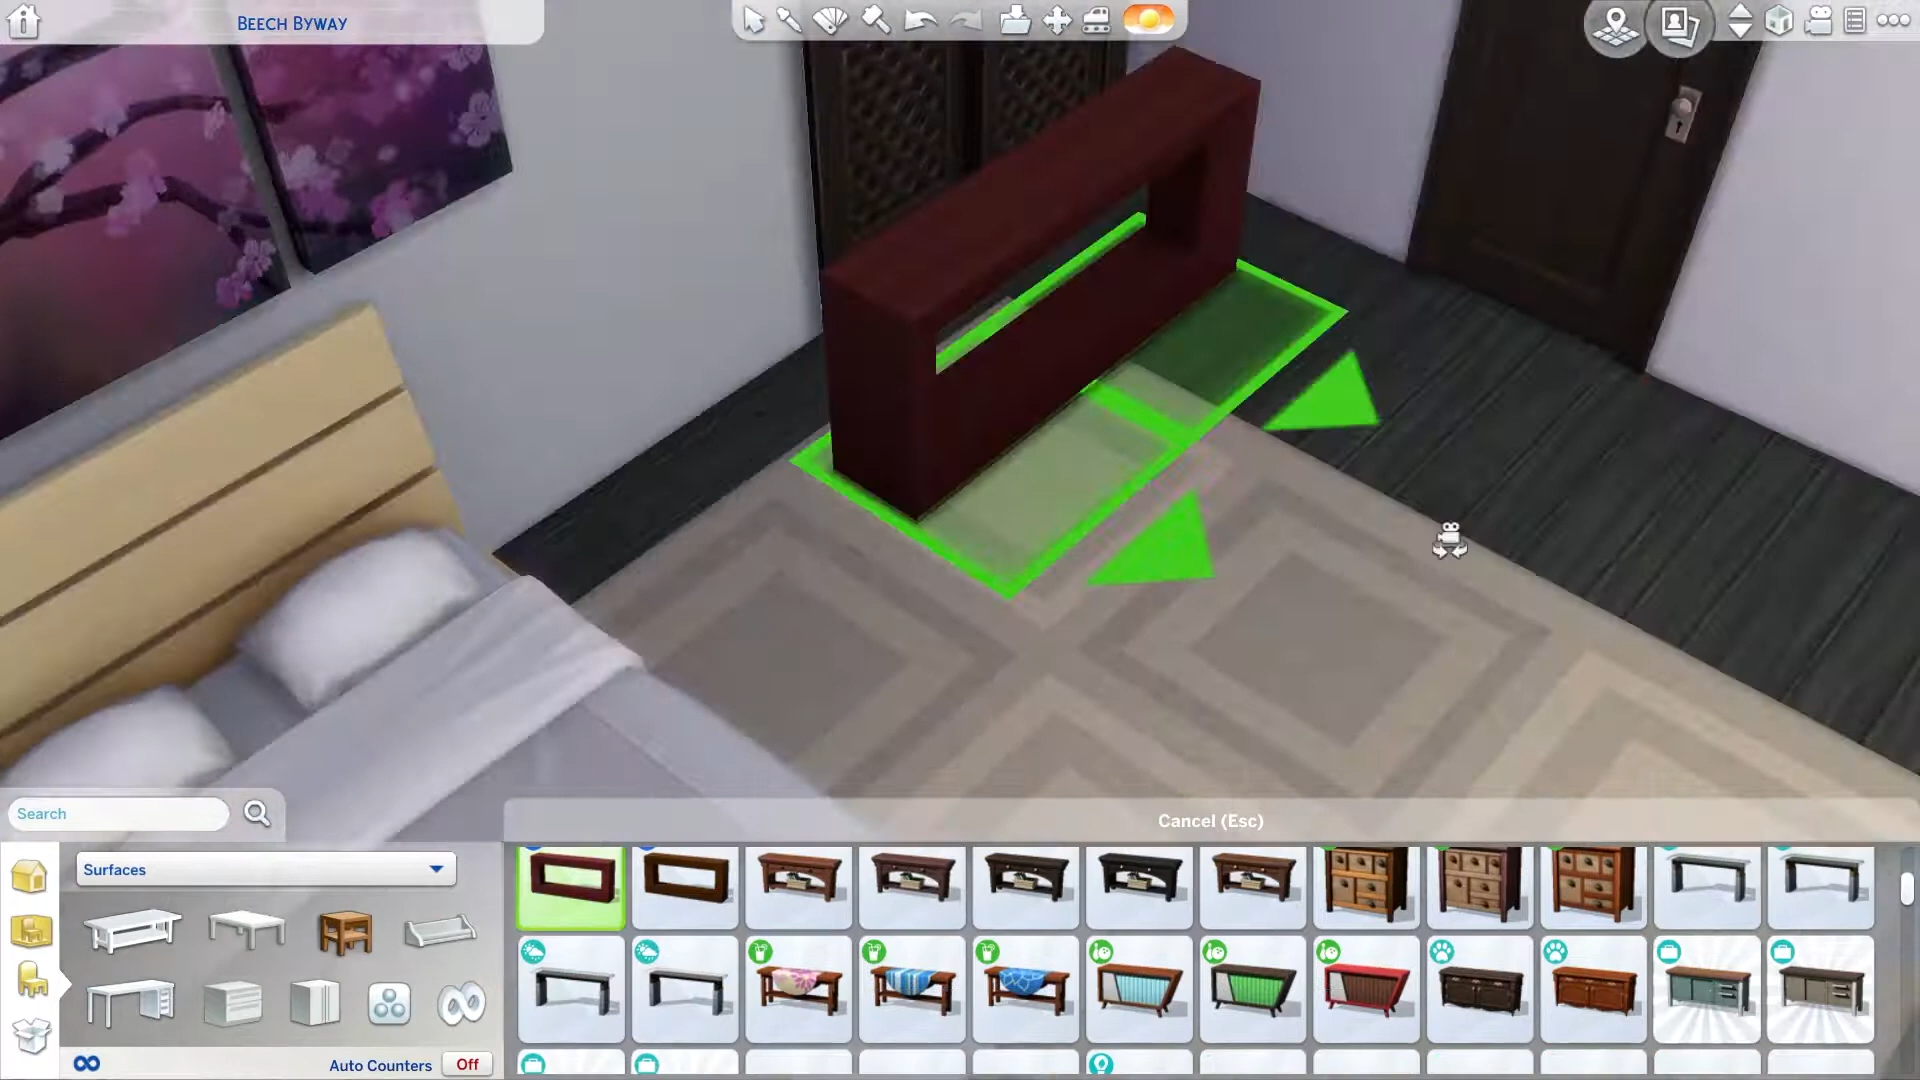 BEECH BYWAY
Search
Cancel (Esc)
Surfaces
Auto Counters
Off